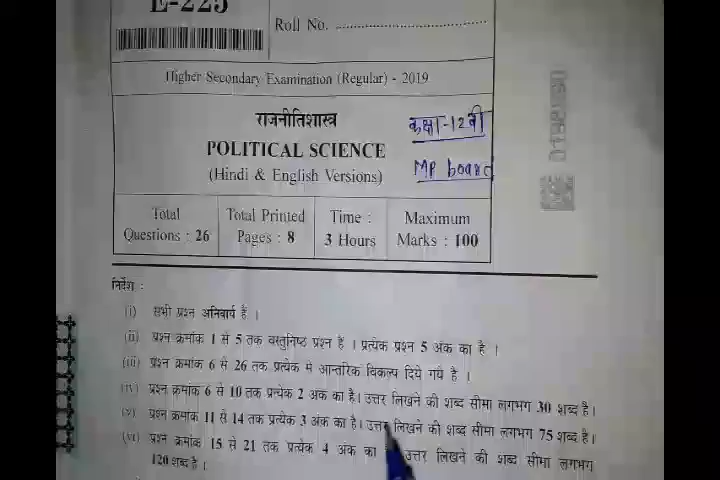 E-225
Roll No. ........................................
Higher Secondary Examination (Regular) - 2019
राजनीतिशास्त्र
कक्षा-12वी
POLITICAL SCIENCE
MP board
(Hindi & English Versions)
Total Questions : 26
Total Printed Pages : 8
Time : 3 Hours
Maximum Marks : 100
निर्देश :
(i) सभी प्रश्न अनिवार्य हैं ।
(ii) प्रश्न क्रमांक 1 से 5 तक वस्तुनिष्ठ प्रश्न हैं । प्रत्येक प्रश्न 5 अंक का है ।
(iii) प्रश्न क्रमांक 6 से 26 तक प्रत्येक में आन्तरिक विकल्प दिये गये है ।
(iv) प्रश्न क्रमांक 6 से 10 तक प्रत्येक 2 अंक का है। उत्तर लिखने की शब्द सीमा लगभग 30 शब्द है।
(v) प्रश्न क्रमांक 11 से 14 तक प्रत्येक 3 अंक का है। उत्तर लिखने की शब्द सीमा लगभग 75 शब्द है।
(vi) प्रश्न क्रमांक 15 से 21 तक प्रत्येक 4 अंक का उत्तर लिखने की शब्द सीमा लगभग
120 शब्द है ।